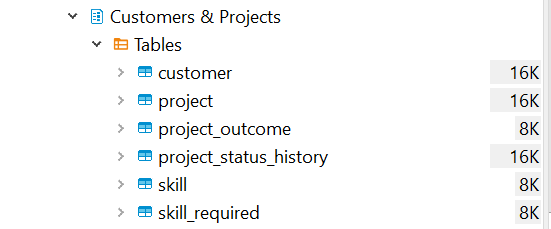 Customers & Projects
Tables
customer 16K
project 16K
project_outcome 8K
project_status_history 16K
skill 8K
skill_required 8K